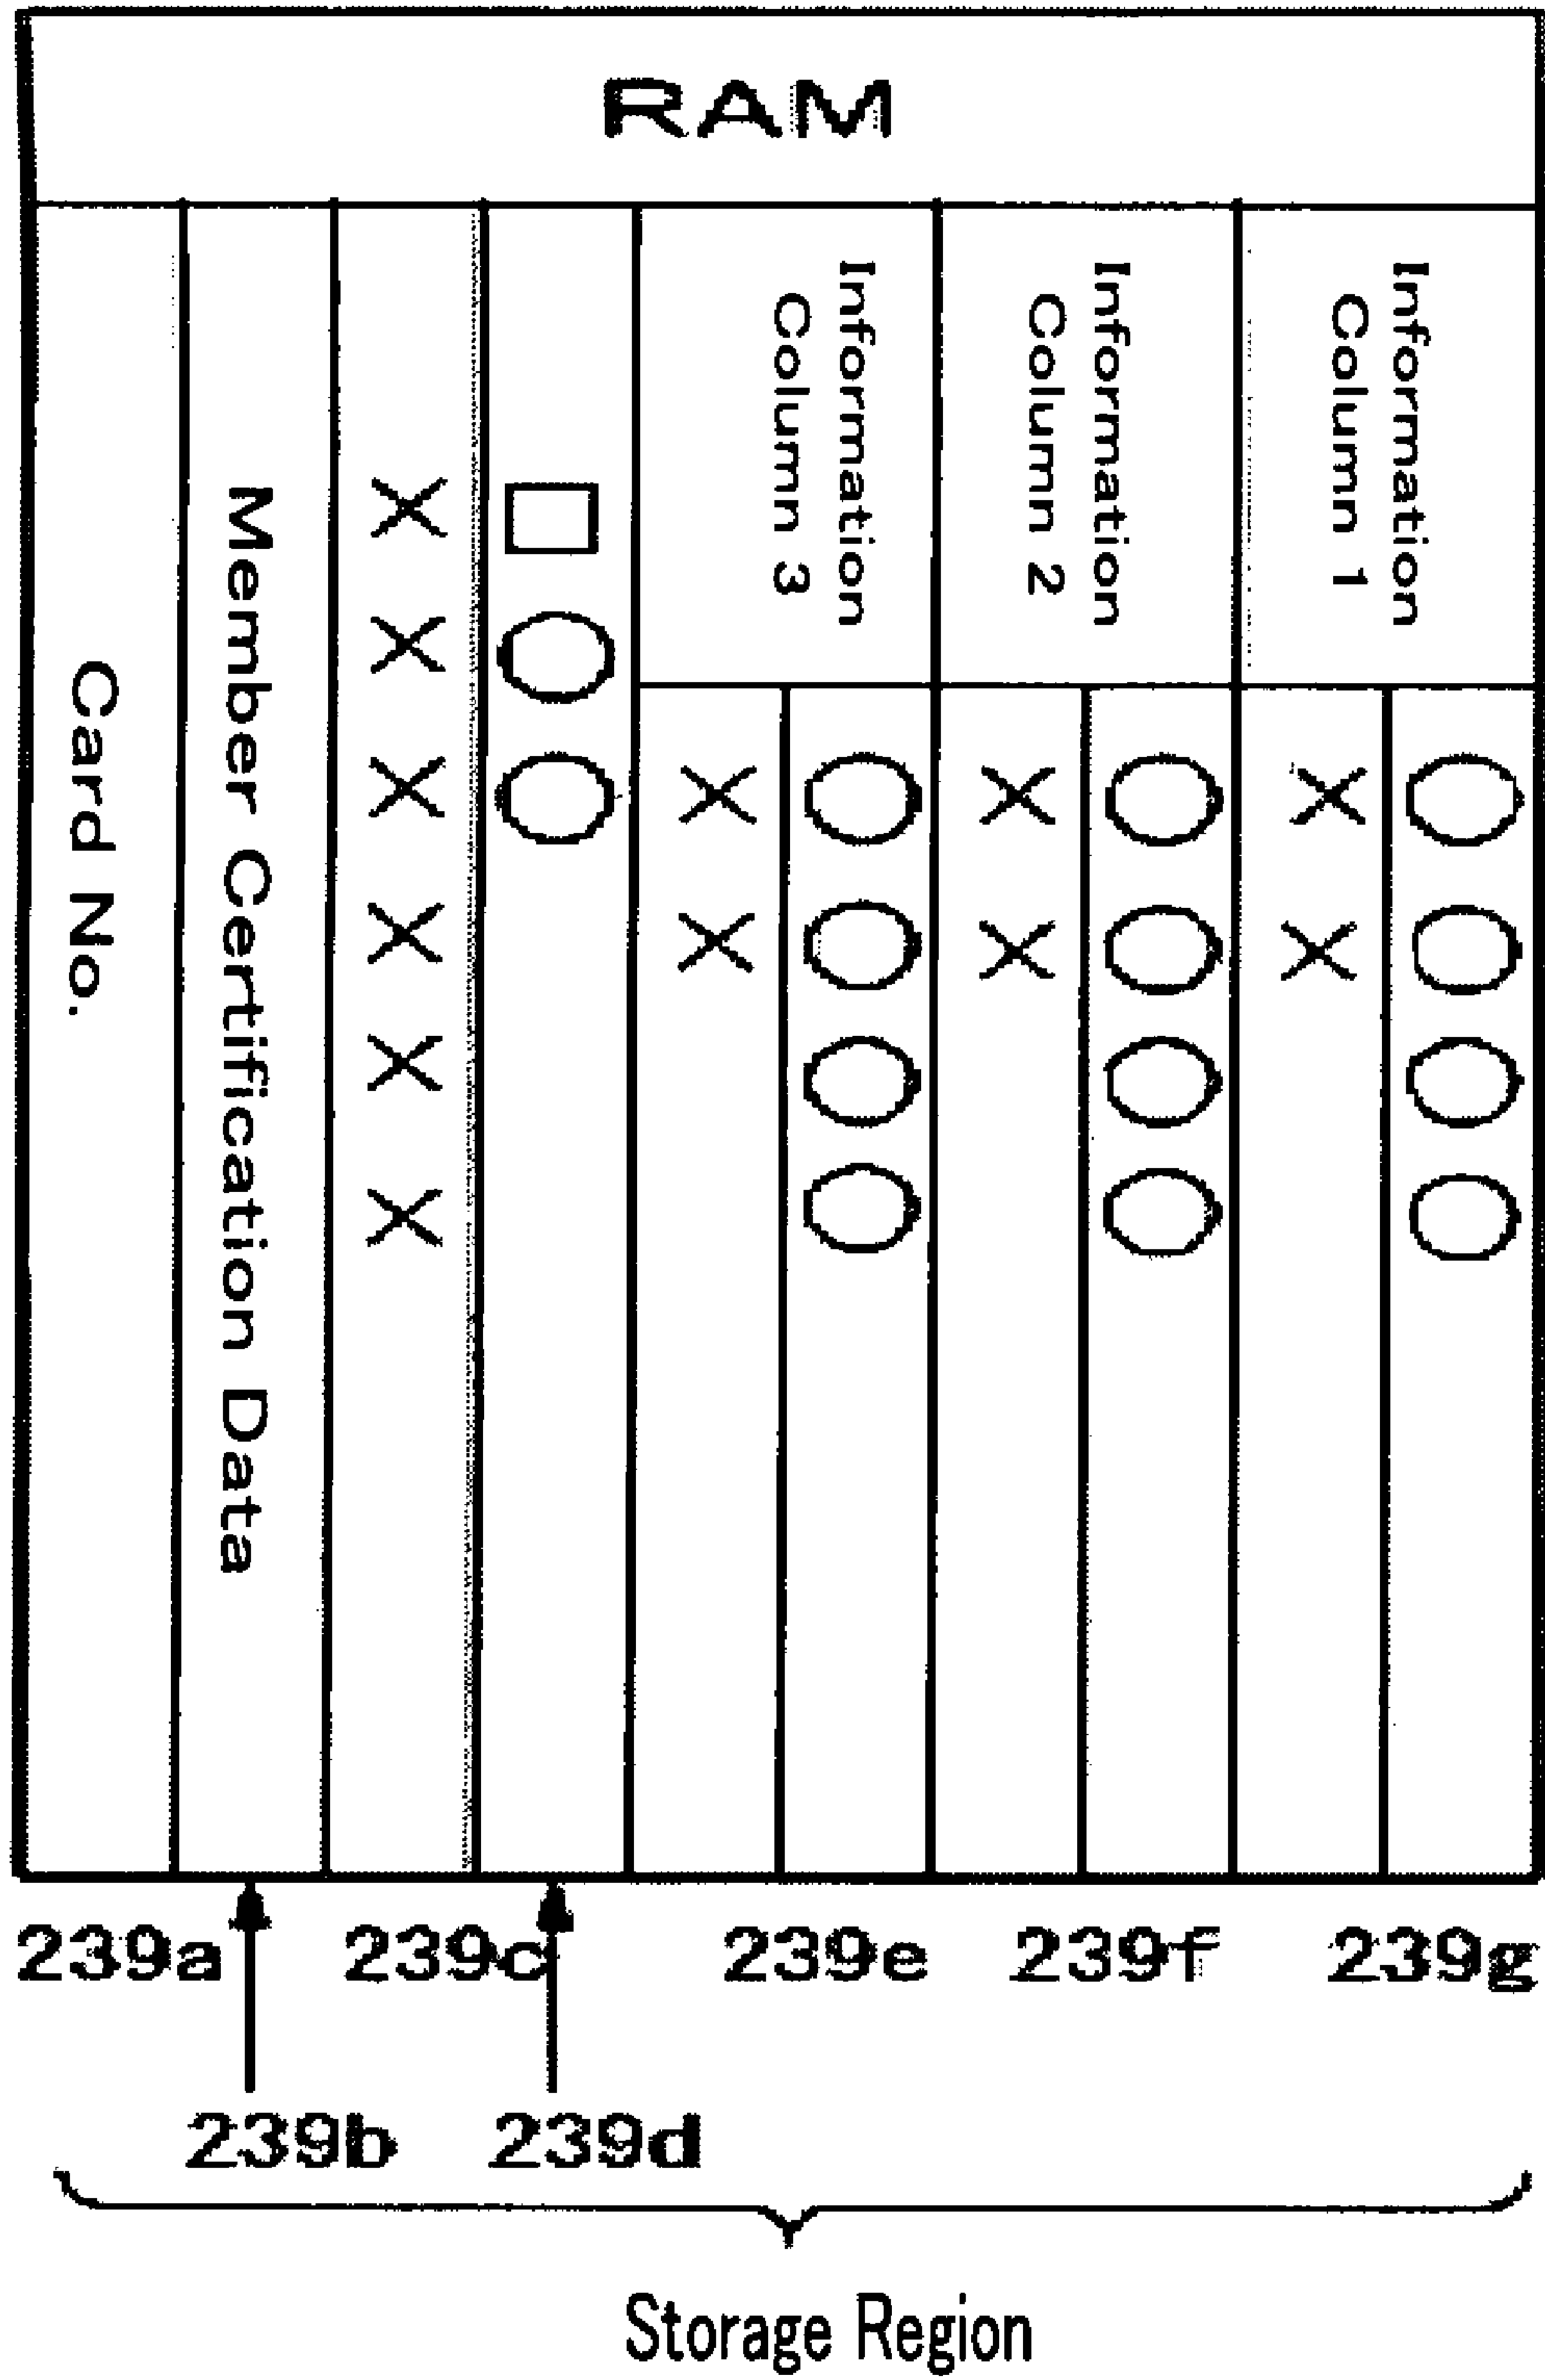 RAM
Card No.
Member Certification Data
××××××
□○○
Information
Column 3
○○○○
××
Information
Column 2
○○○○
××
Information
Column 1
○○○○
××
239a
239c
239e
239f
239g
239b
239d
Storage Region